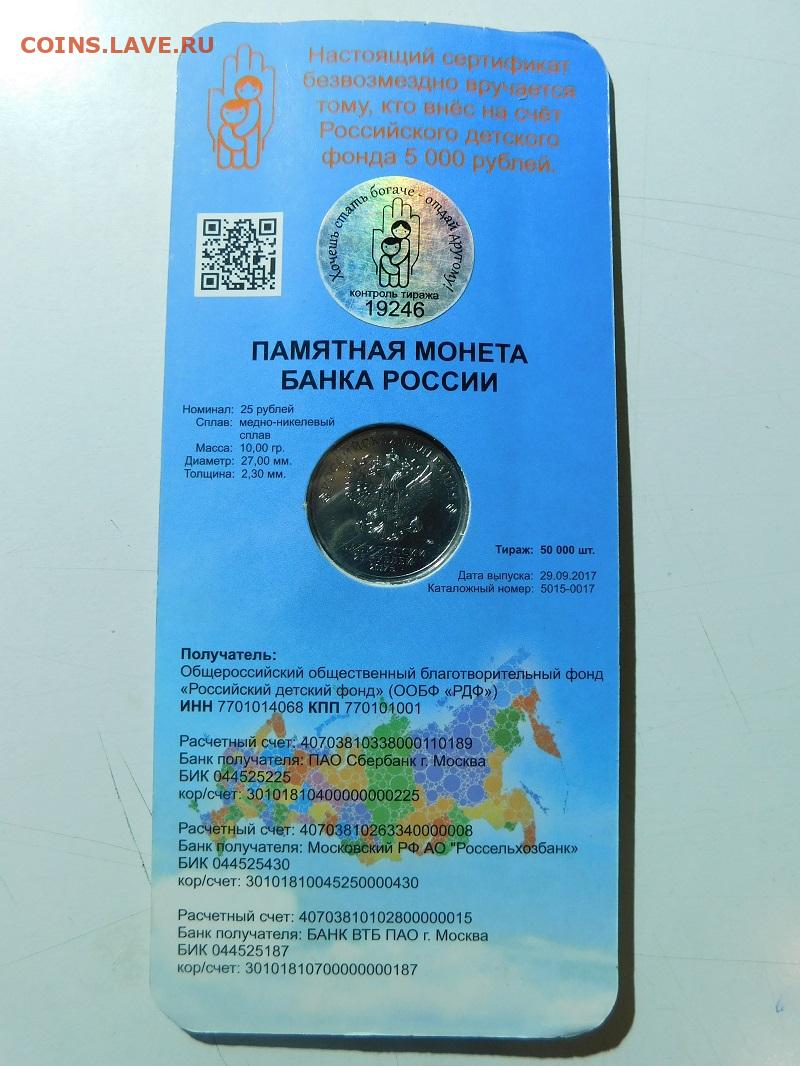 COINS.LAVE.RU
Настоящий сертификат
безвозмездно вручается
тому, кто внёс на счёт
Российского детского
фонда 5 000 рублей.
Хочешь стать богаче - отдай другому!
контроль тиража
19246
ПАМЯТНАЯ МОНЕТА
БАНКА РОССИИ
Номинал: 25 рублей
Сплав: медно-никелевый
сплав
Масса: 10,00 гр.
Диаметр: 27,00 мм.
Толщина: 2,30 мм.
Тираж: 50 000 шт.
Дата выпуска: 29.09.2017
Каталожный номер: 5015-0017
Получатель:
Общероссийский общественный благотворительный фонд
«Российский детский фонд» (ООБФ «РДФ»)
ИНН 7701014068 КПП 770101001
Расчетный счет: 40703810338000110189
Банк получателя: ПАО Сбербанк г. Москва
БИК 044525225
кор/счет: 30101810400000000225
Расчетный счет: 40703810263340000008
Банк получателя: Московский РФ АО "Россельхозбанк»
БИК 044525430
кор/счет: 30101810045250000430
Расчетный счет: 40703810102800000015
Банк получателя: БАНК ВТБ ПАО г. Москва
БИК 044525187
кор/счет: 30101810700000000187